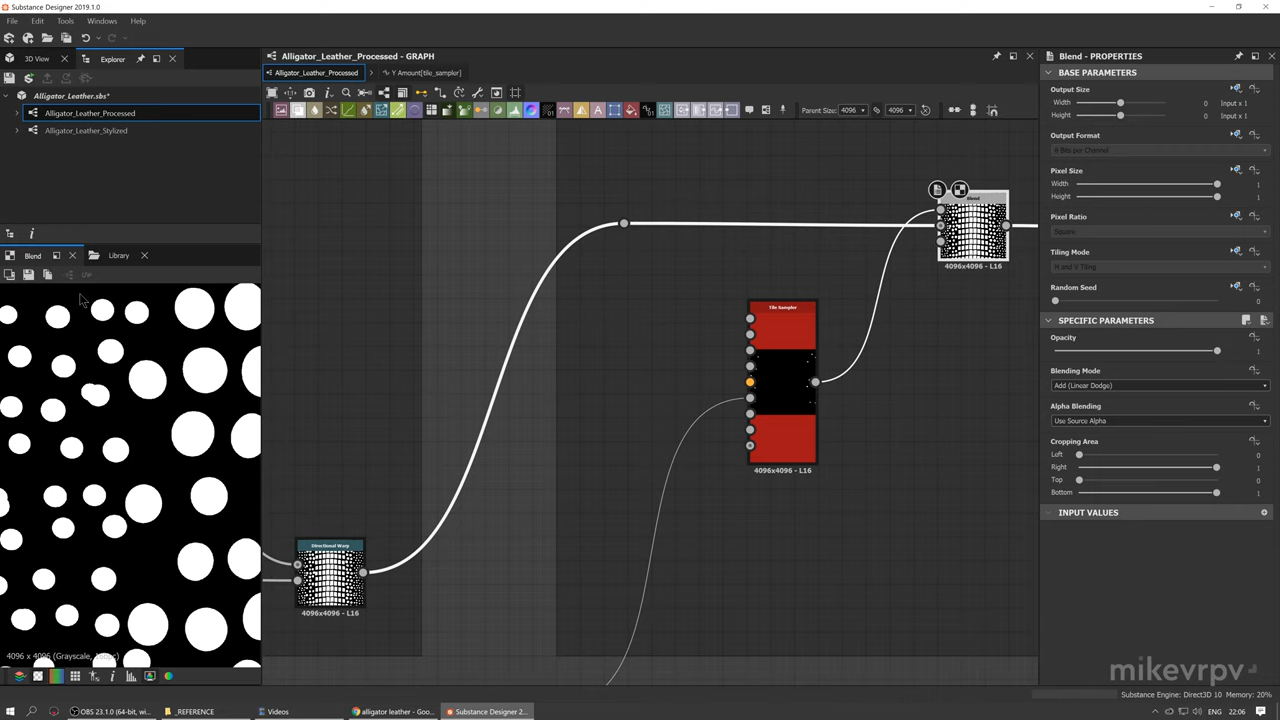 Substance Designer 2019.1.0
File Edit Tools Windows Help
3D View
Explorer
Alligator_Leather_Processed - GRAPH
Blend - PROPERTIES
Alligator_Leather_Processed
Y Amount[tile_sampler]
BASE PARAMETERS
Alligator_Leather.sbs*
Alligator_Leather_Processed
Alligator_Leather_Stylized
Parent Size: 4096 4096
Output Size
Width 0 Input x 1
Height 0 Input x 1
Output Format
8 Bits per Channel
Pixel Size
Width 1
Height 1
Pixel Ratio
Square
Tiling Mode
H and V Tiling
Random Seed
0
SPECIFIC PARAMETERS
Opacity
1
Blending Mode
Add (Linear Dodge)
Alpha Blending
Use Source Alpha
Cropping Area
Left 0
Right 1
Top 0
Bottom 1
INPUT VALUES
Blend
Library
Blend
4096x4096 - L16
Tile Sampler
4096x4096 - L16
Directional Warp
4096x4096 - L16
4096 x 4096 (Grayscale, 16bpc)
mikevrpv
Substance Engine: Direct3D 10 Memory: 20%
OBS 23.1.0 (64-bit, wi...
_REFERENCE
Videos
alligator leather - Goo...
Substance Designer 2...
ENG
22:06